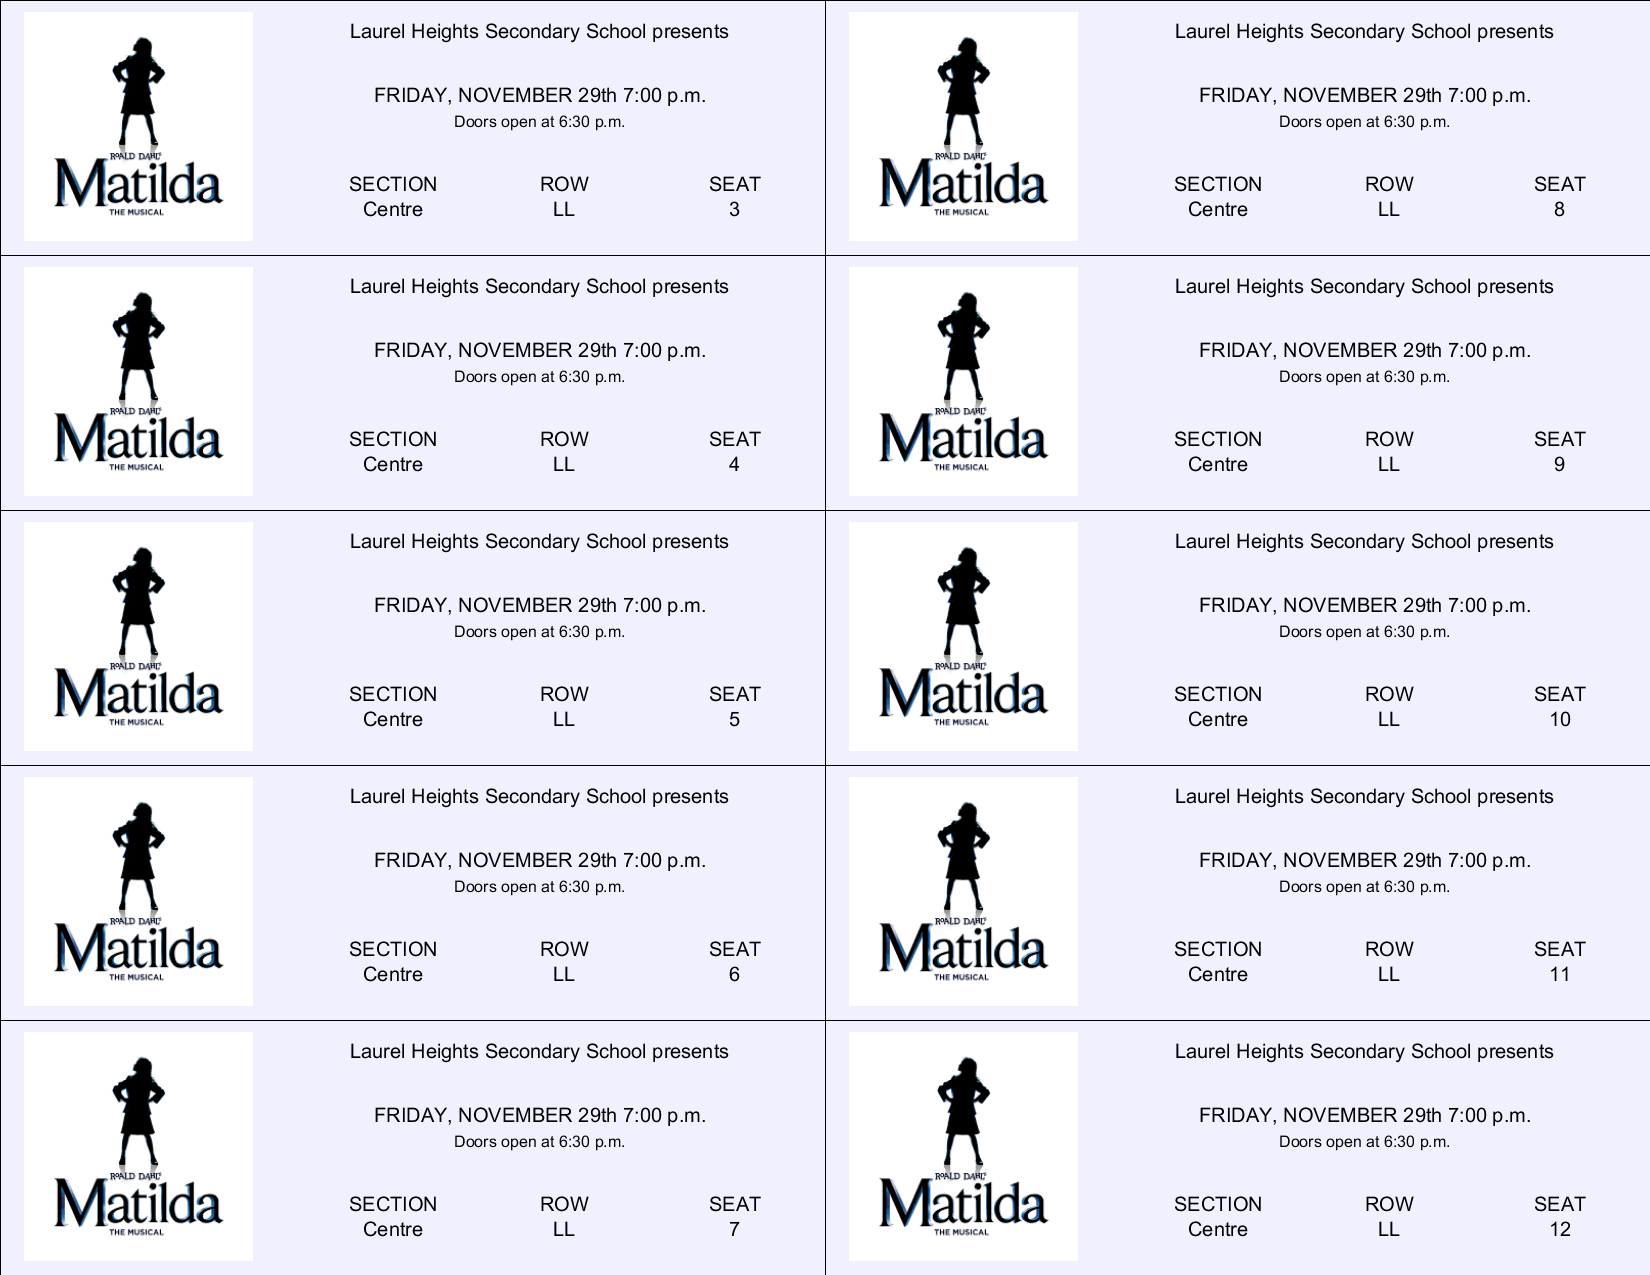 Laurel Heights Secondary School presents
FRIDAY, NOVEMBER 29th 7:00 p.m.
Doors open at 6:30 p.m.
ROALD DAHL'S
Matilda
THE MUSICAL
SECTION ROW SEAT
Centre LL 3
Laurel Heights Secondary School presents
FRIDAY, NOVEMBER 29th 7:00 p.m.
Doors open at 6:30 p.m.
ROALD DAHL'S
Matilda
THE MUSICAL
SECTION ROW SEAT
Centre LL 8
Laurel Heights Secondary School presents
FRIDAY, NOVEMBER 29th 7:00 p.m.
Doors open at 6:30 p.m.
ROALD DAHL'S
Matilda
THE MUSICAL
SECTION ROW SEAT
Centre LL 4
Laurel Heights Secondary School presents
FRIDAY, NOVEMBER 29th 7:00 p.m.
Doors open at 6:30 p.m.
ROALD DAHL'S
Matilda
THE MUSICAL
SECTION ROW SEAT
Centre LL 9
Laurel Heights Secondary School presents
FRIDAY, NOVEMBER 29th 7:00 p.m.
Doors open at 6:30 p.m.
ROALD DAHL'S
Matilda
THE MUSICAL
SECTION ROW SEAT
Centre LL 5
Laurel Heights Secondary School presents
FRIDAY, NOVEMBER 29th 7:00 p.m.
Doors open at 6:30 p.m.
ROALD DAHL'S
Matilda
THE MUSICAL
SECTION ROW SEAT
Centre LL 10
Laurel Heights Secondary School presents
FRIDAY, NOVEMBER 29th 7:00 p.m.
Doors open at 6:30 p.m.
ROALD DAHL'S
Matilda
THE MUSICAL
SECTION ROW SEAT
Centre LL 6
Laurel Heights Secondary School presents
FRIDAY, NOVEMBER 29th 7:00 p.m.
Doors open at 6:30 p.m.
ROALD DAHL'S
Matilda
THE MUSICAL
SECTION ROW SEAT
Centre LL 11
Laurel Heights Secondary School presents
FRIDAY, NOVEMBER 29th 7:00 p.m.
Doors open at 6:30 p.m.
ROALD DAHL'S
Matilda
THE MUSICAL
SECTION ROW SEAT
Centre LL 7
Laurel Heights Secondary School presents
FRIDAY, NOVEMBER 29th 7:00 p.m.
Doors open at 6:30 p.m.
ROALD DAHL'S
Matilda
THE MUSICAL
SECTION ROW SEAT
Centre LL 12